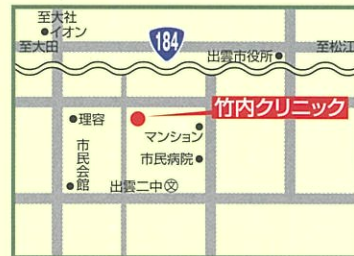 至大社
イオン
至大田
184
出雲市役所
至松江
理容
竹内クリニック
マンション
市民会館
市民病院
出雲二中
文